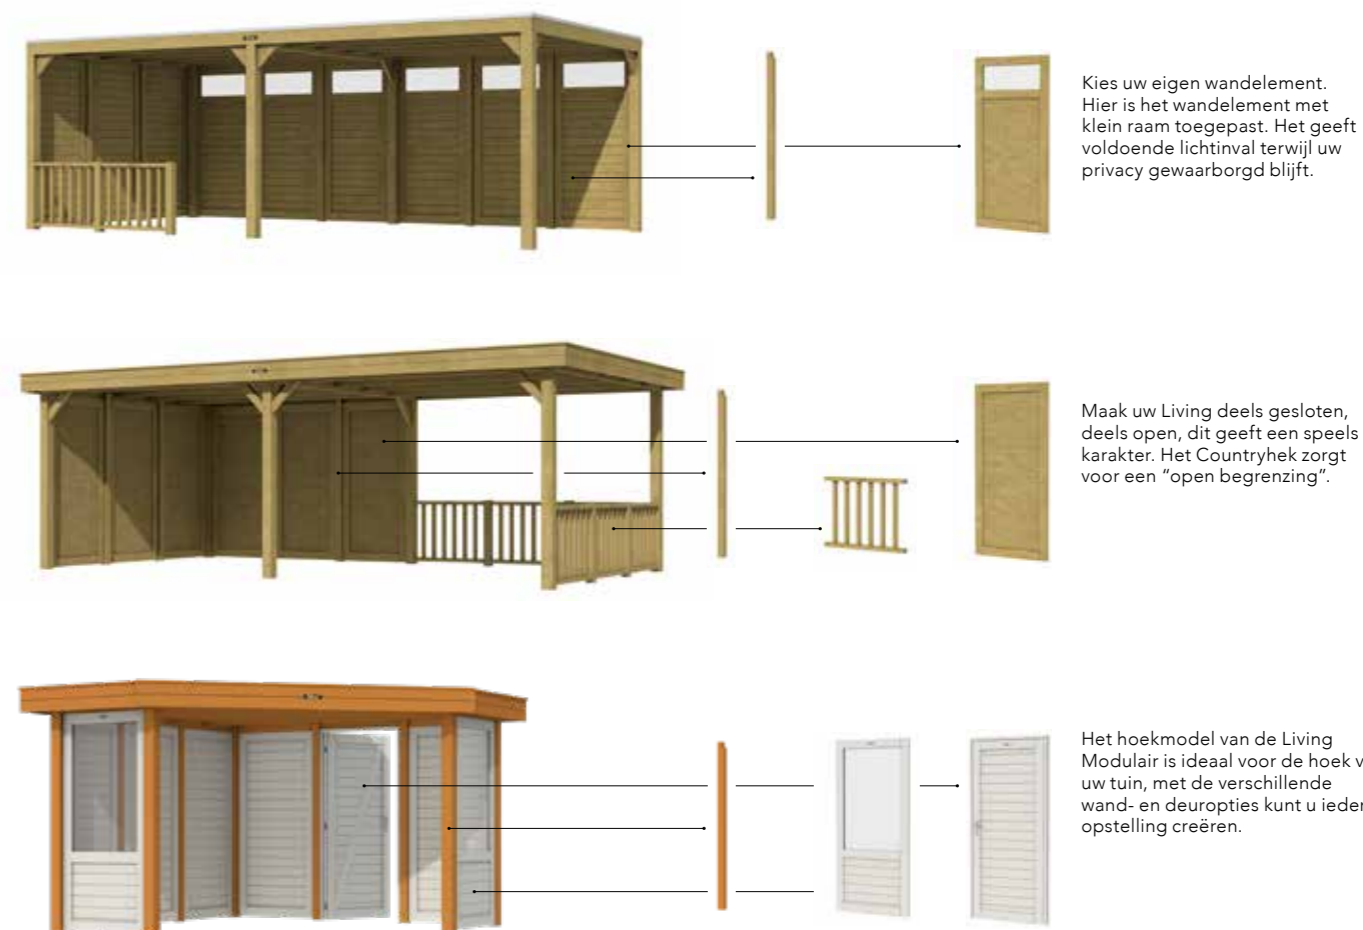 Kies uw eigen wandelement.
Hier is het wandelement met
klein raam toegepast. Het geeft
voldoende lichtinval terwijl uw
privacy gewaarborgd blijft.
Maak uw Living deels gesloten,
deels open, dit geeft een speels
karakter. Het Countryhek zorgt
voor een “open begrenzing”.
Het hoekmodel van de Living
Modulair is ideaal voor de hoek
uw tuin, met de verschillende
wand- en deuropties kunt u
opstelling creëren.